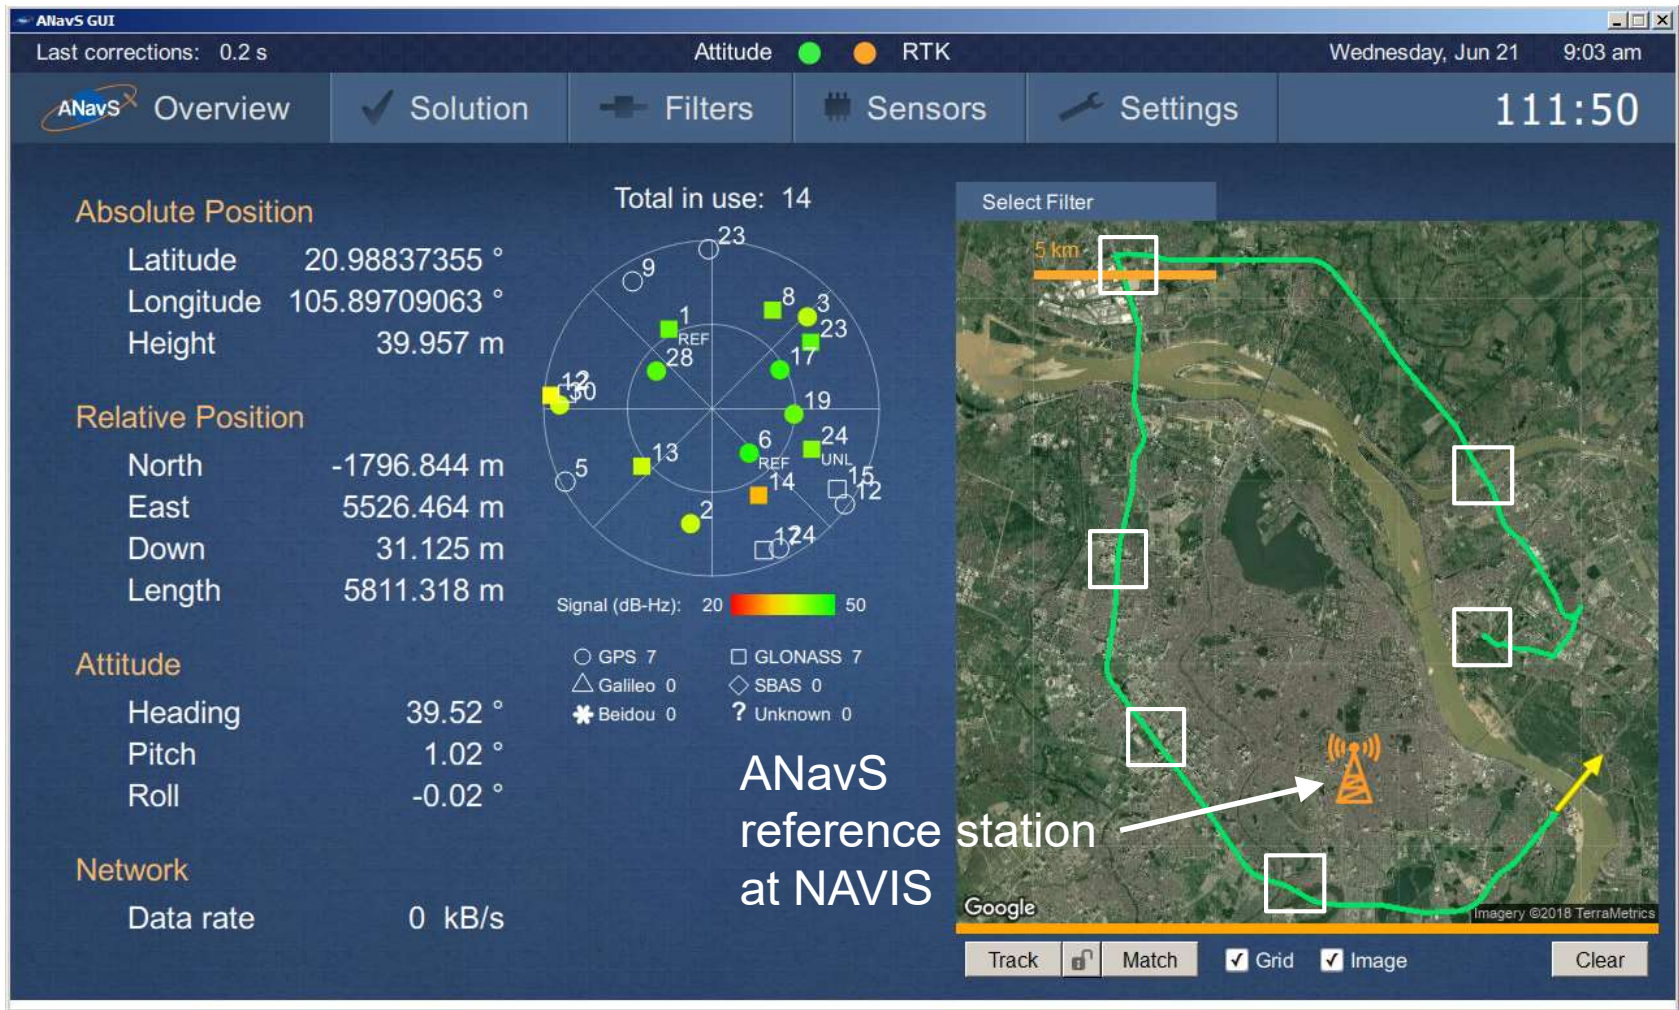 ANavS GUI
Last corrections: 0.2 s
Attitude
RTK
Wednesday, Jun 21 9:03 am
ANavS
Overview
Solution
Filters
Sensors
Settings
111:50
Absolute Position
Latitude 20.98837355 °
Longitude 105.89709063 °
Height 39.957 m
Relative Position
North -1796.844 m
East 5526.464 m
Down 31.125 m
Length 5811.318 m
Attitude
Heading 39.52 °
Pitch 1.02 °
Roll -0.02 °
Network
Data rate 0 kB/s
Total in use: 14
23
9
8
3
1
REF
23
28
17
30
19
6
REF
24
UNL
13
5
14
15
12
2
24
Signal (dB-Hz): 20 50
GPS 7
GLONASS 7
Galileo 0
SBAS 0
Beidou 0
? Unknown 0
ANavS
reference station
at NAVIS
Select Filter
5 km
Google
Imagery ©2018 TerraMetrics
Track
Match
Grid
Image
Clear